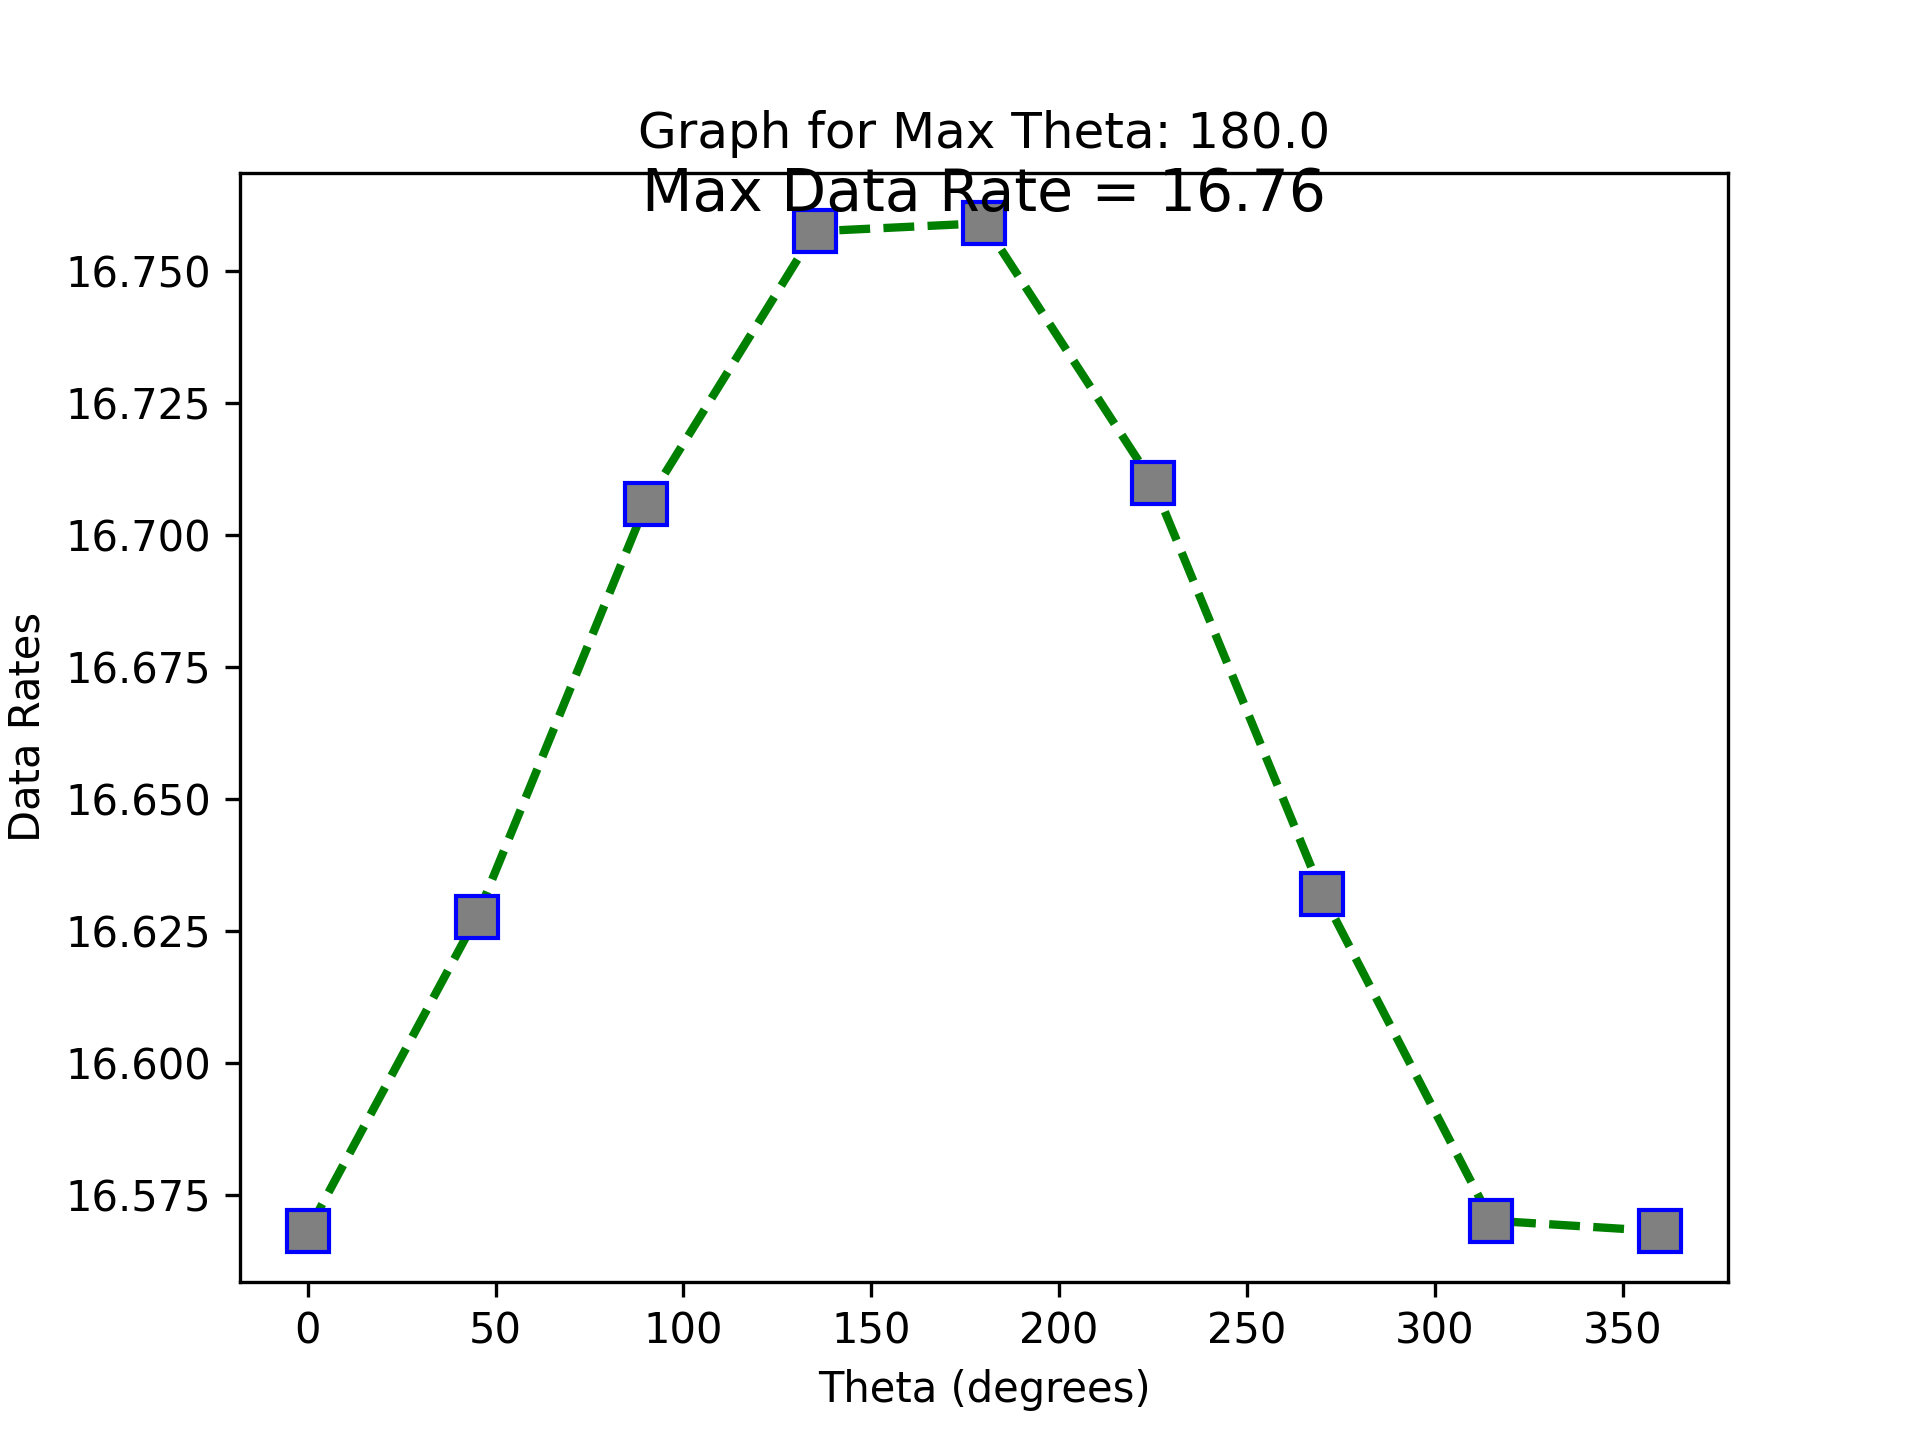 Graph for Max Theta: 180.0
Max Data Rate = 16.76
16.750
16.725
16.700
16.675
16.650
16.625
16.600
16.575
Data Rates
0 50 100 150 200 250 300 350
Theta (degrees)